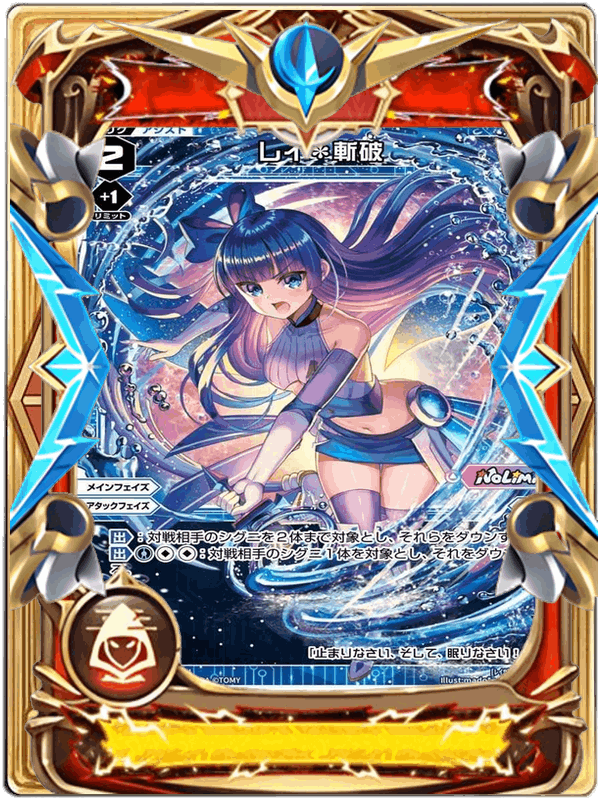 アシスト
2
レイ＊斬破
+1
リミット
NoLimi
メインフェイズ
アタックフェイズ
出：対戦相手のシグニを２体まで対象とし、それらをダウンす
出 ◆◆：対戦相手のシグニ１体を対象とし、それをダウ
「止まりなさい、そして、眠りなさい！
©TOMY
Illust:mado